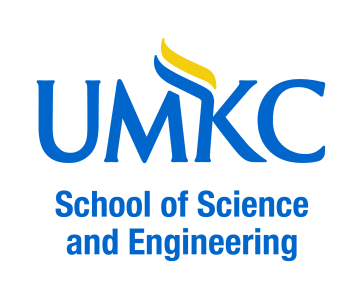 UMKC
School of Science
and Engineering